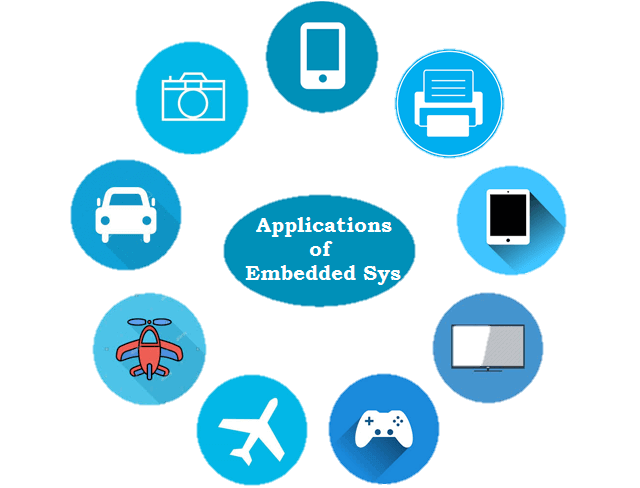 Applications
of
Embedded Sys